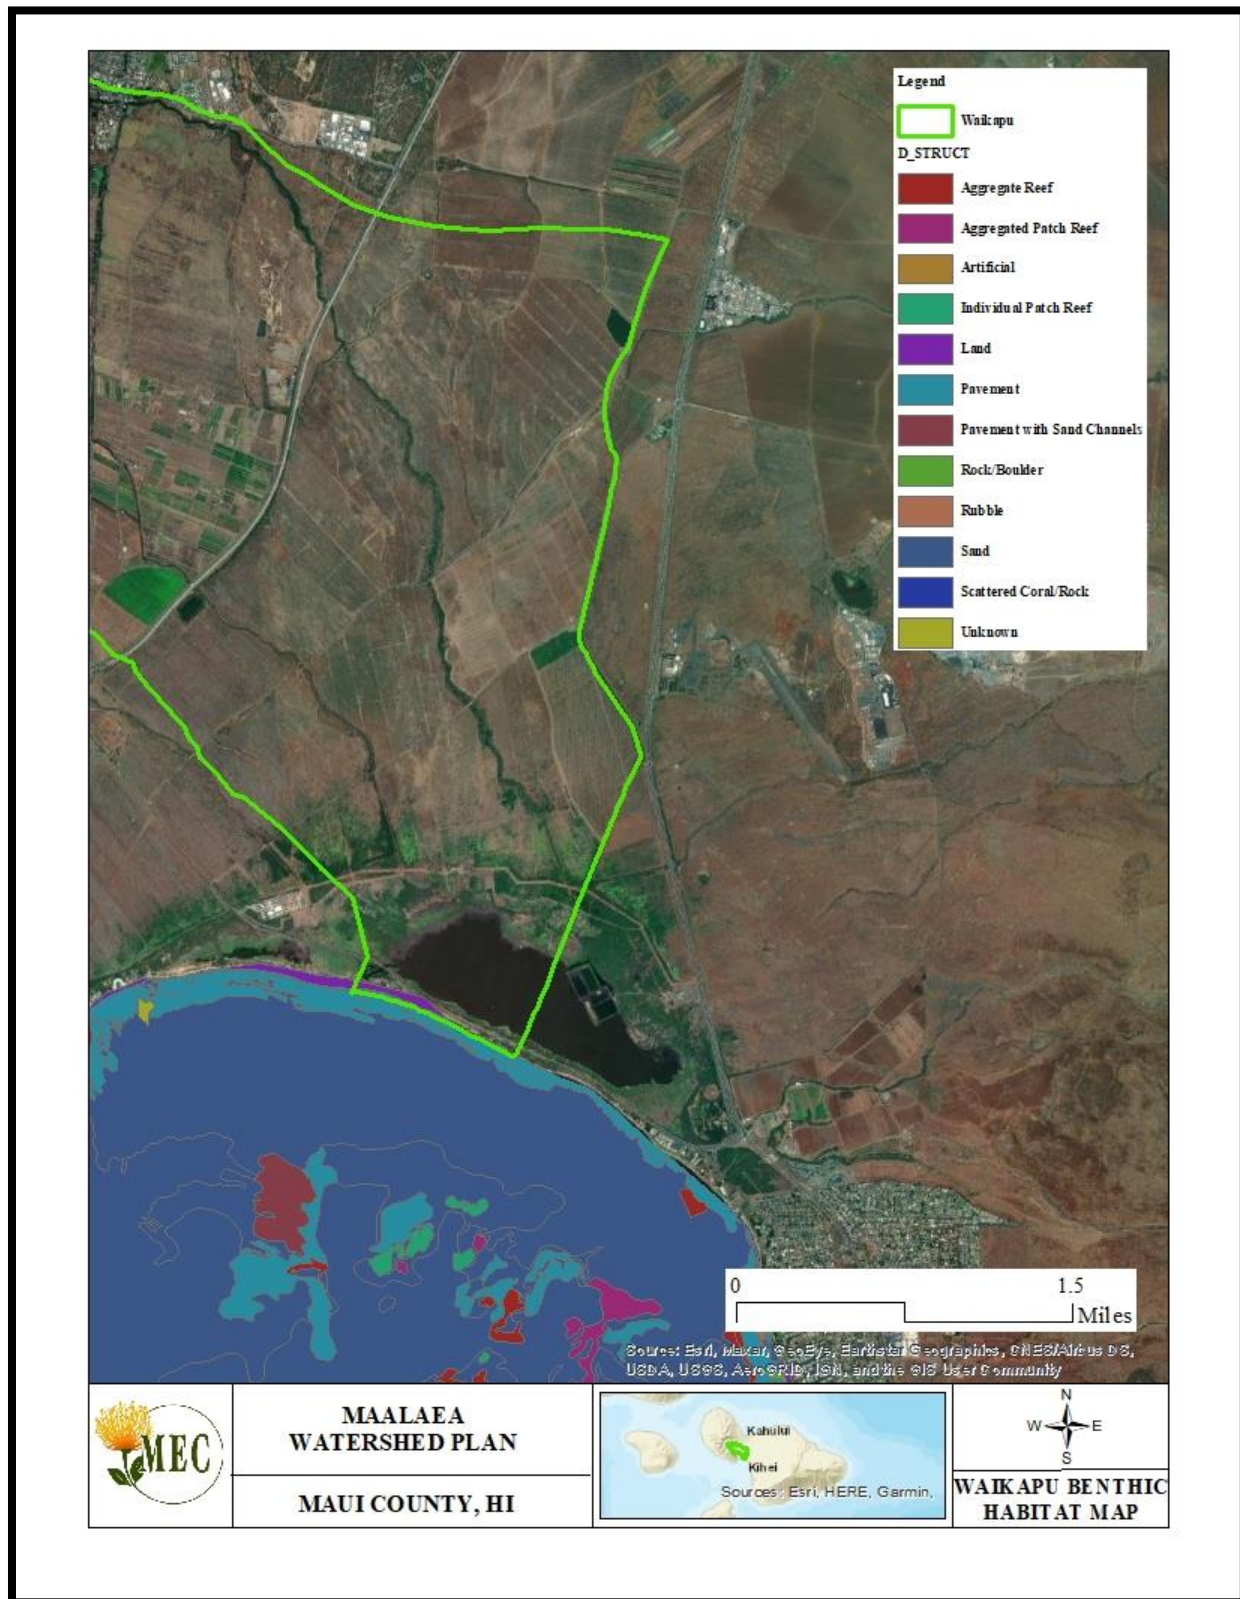 Legend
Waikapu
D_STRUCT
Aggregate Reef
Aggregated Patch Reef
Artificial
Individual Patch Reef
Land
Pavement
Pavement with Sand Channels
Rock/Boulder
Rubble
Sand
Scattered Coral/Rock
Unknown
0 1.5
Miles
Source: Esri, Maxar, GeoEye, Earthstar Geographics, CNES/Airbus DS,
USDA, USGS, AeroGRID, IGN, and the GIS User Community
MEC
MAALAEA
WATERSHED PLAN
MAUI COUNTY, HI
Kahului
Kihei
Sources: Esri, HERE, Garmin,
N
W E
S
WAIKAPU BENTHIC
HABITAT MAP